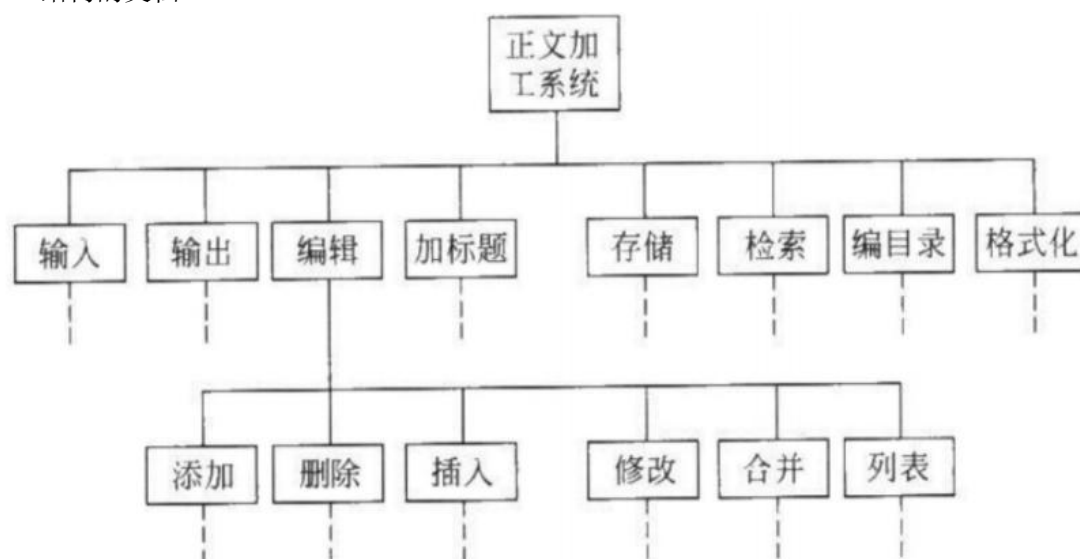 正文加
工系统
输入 输出 编辑 加标题 存储 检索 编目录 格式化
添加 删除 插入 修改 合并 列表